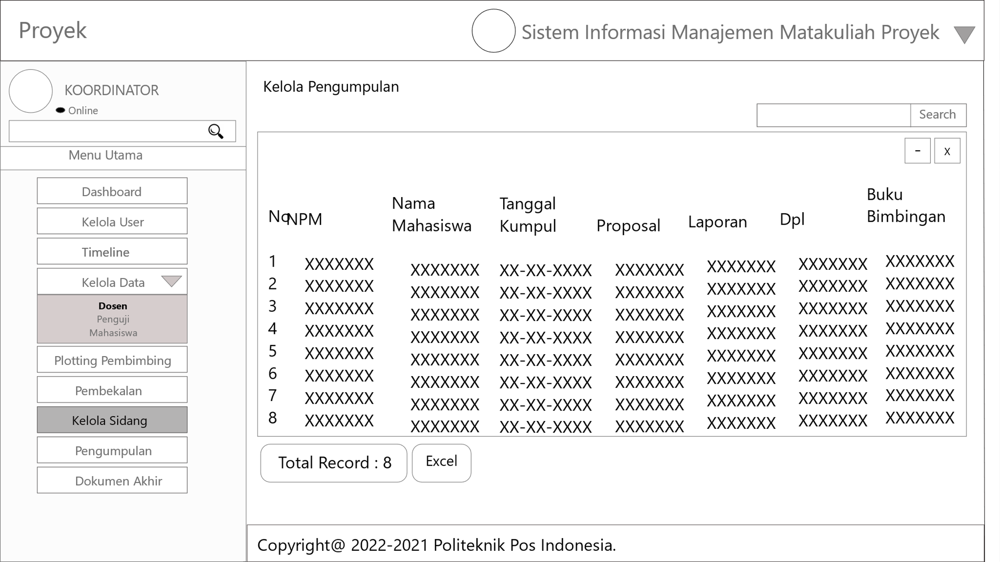 Proyek
Sistem Informasi Manajemen Matakuliah Proyek
KOORDINATOR
Online
Menu Utama
Dashboard
Kelola User
Timeline
Kelola Data
Dosen
Penguji
Mahasiswa
Plotting Pembimbing
Pembekalan
Kelola Sidang
Pengumpulan
Dokumen Akhir
Kelola Pengumpulan
Search
- x
No NPM Nama Mahasiswa Tanggal Kumpul Proposal Laporan Dpl Buku Bimbingan
1 XXXXXXX XXXXXXX XX-XX-XXXX XXXXXXX XXXXXXX XXXXXXX XXXXXXX
2 XXXXXXX XXXXXXX XX-XX-XXXX XXXXXXX XXXXXXX XXXXXXX XXXXXXX
3 XXXXXXX XXXXXXX XX-XX-XXXX XXXXXXX XXXXXXX XXXXXXX XXXXXXX
4 XXXXXXX XXXXXXX XX-XX-XXXX XXXXXXX XXXXXXX XXXXXXX XXXXXXX
5 XXXXXXX XXXXXXX XX-XX-XXXX XXXXXXX XXXXXXX XXXXXXX XXXXXXX
6 XXXXXXX XXXXXXX XX-XX-XXXX XXXXXXX XXXXXXX XXXXXXX XXXXXXX
7 XXXXXXX XXXXXXX XX-XX-XXXX XXXXXXX XXXXXXX XXXXXXX XXXXXXX
8 XXXXXXX XXXXXXX XX-XX-XXXX XXXXXXX XXXXXXX XXXXXXX XXXXXXX
Total Record : 8
Excel
Copyright@ 2022-2021 Politeknik Pos Indonesia.